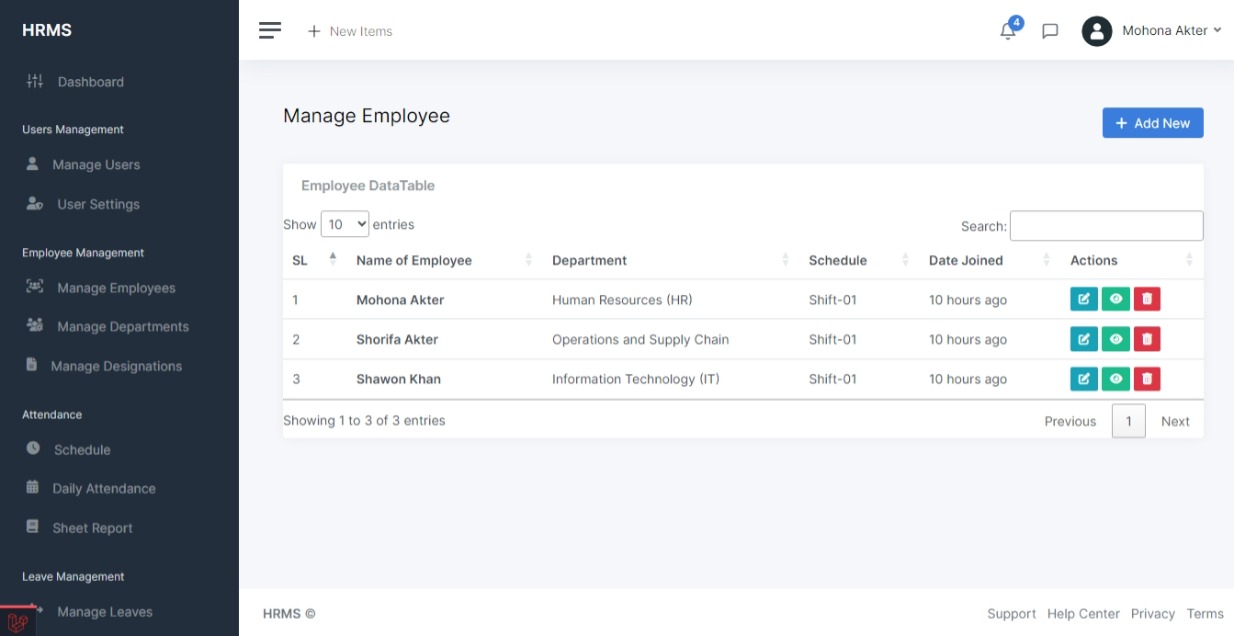 HRMS
New Items
4
Mohona Akter
Dashboard
Users Management
Manage Users
User Settings
Employee Management
Manage Employees
Manage Departments
Manage Designations
Attendance
Schedule
Daily Attendance
Sheet Report
Leave Management
Manage Leaves
Manage Employee
+ Add New
Employee DataTable
Show 10 entries
Search:
SL Name of Employee Department Schedule Date Joined Actions
1 Mohona Akter Human Resources (HR) Shift-01 10 hours ago
2 Shorifa Akter Operations and Supply Chain Shift-01 10 hours ago
3 Shawon Khan Information Technology (IT) Shift-01 10 hours ago
Showing 1 to 3 of 3 entries
Previous 1 Next
HRMS ©
Support Help Center Privacy Terms